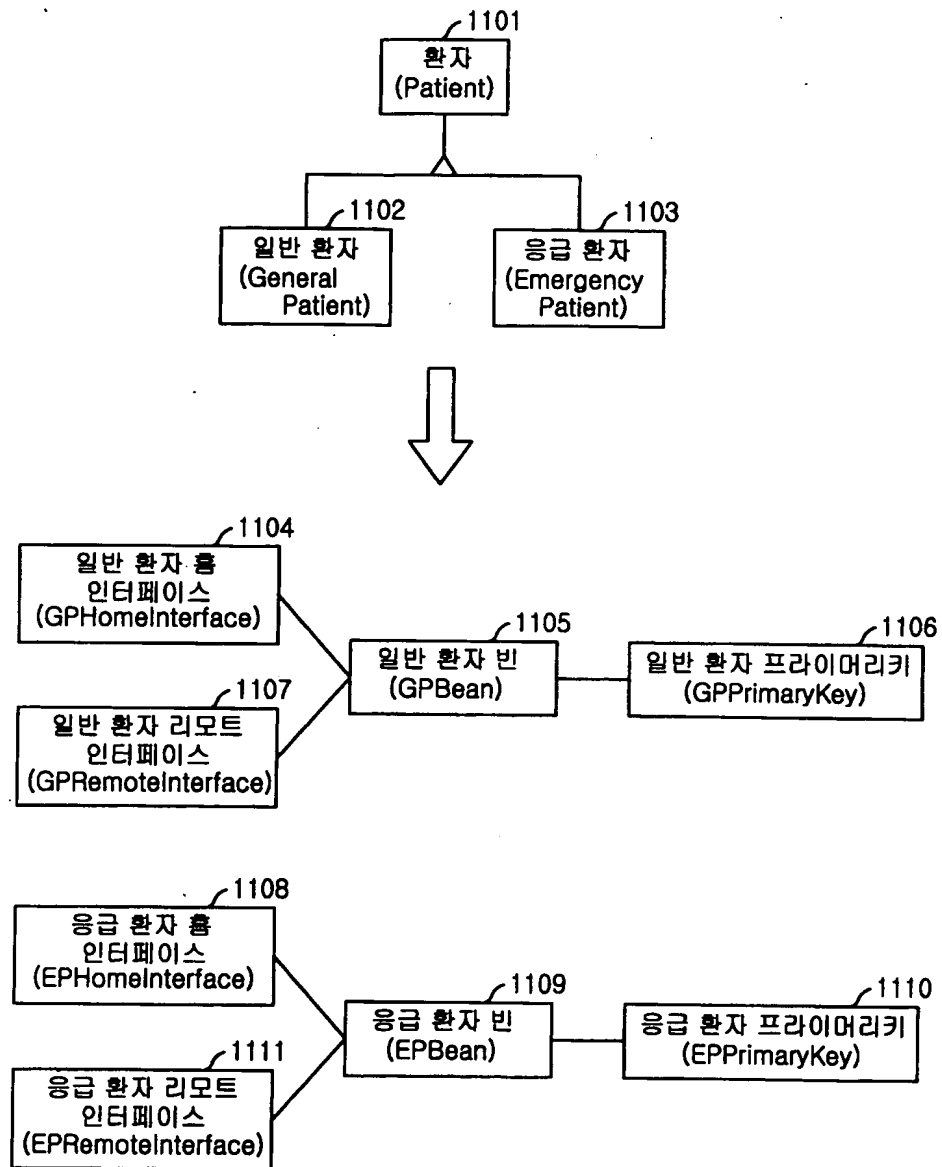 1101
환자
(Patient)
1102
일반 환자
(General
Patient)
1103
응급 환자
(Emergency
Patient)
1104
일반 환자 홈
인터페이스
(GPHomeInterface)
1105
일반 환자 빈
(GPBean)
1106
일반 환자 프라이머리키
(GPPrimaryKey)
1107
일반 환자 리모트
인터페이스
(GPRemoteInterface)
1108
응급 환자 홈
인터페이스
(EPHomeInterface)
1109
응급 환자 빈
(EPBean)
1110
응급 환자 프라이머리키
(EPPrimaryKey)
1111
응급 환자 리모트
인터페이스
(EPRemoteInterface)